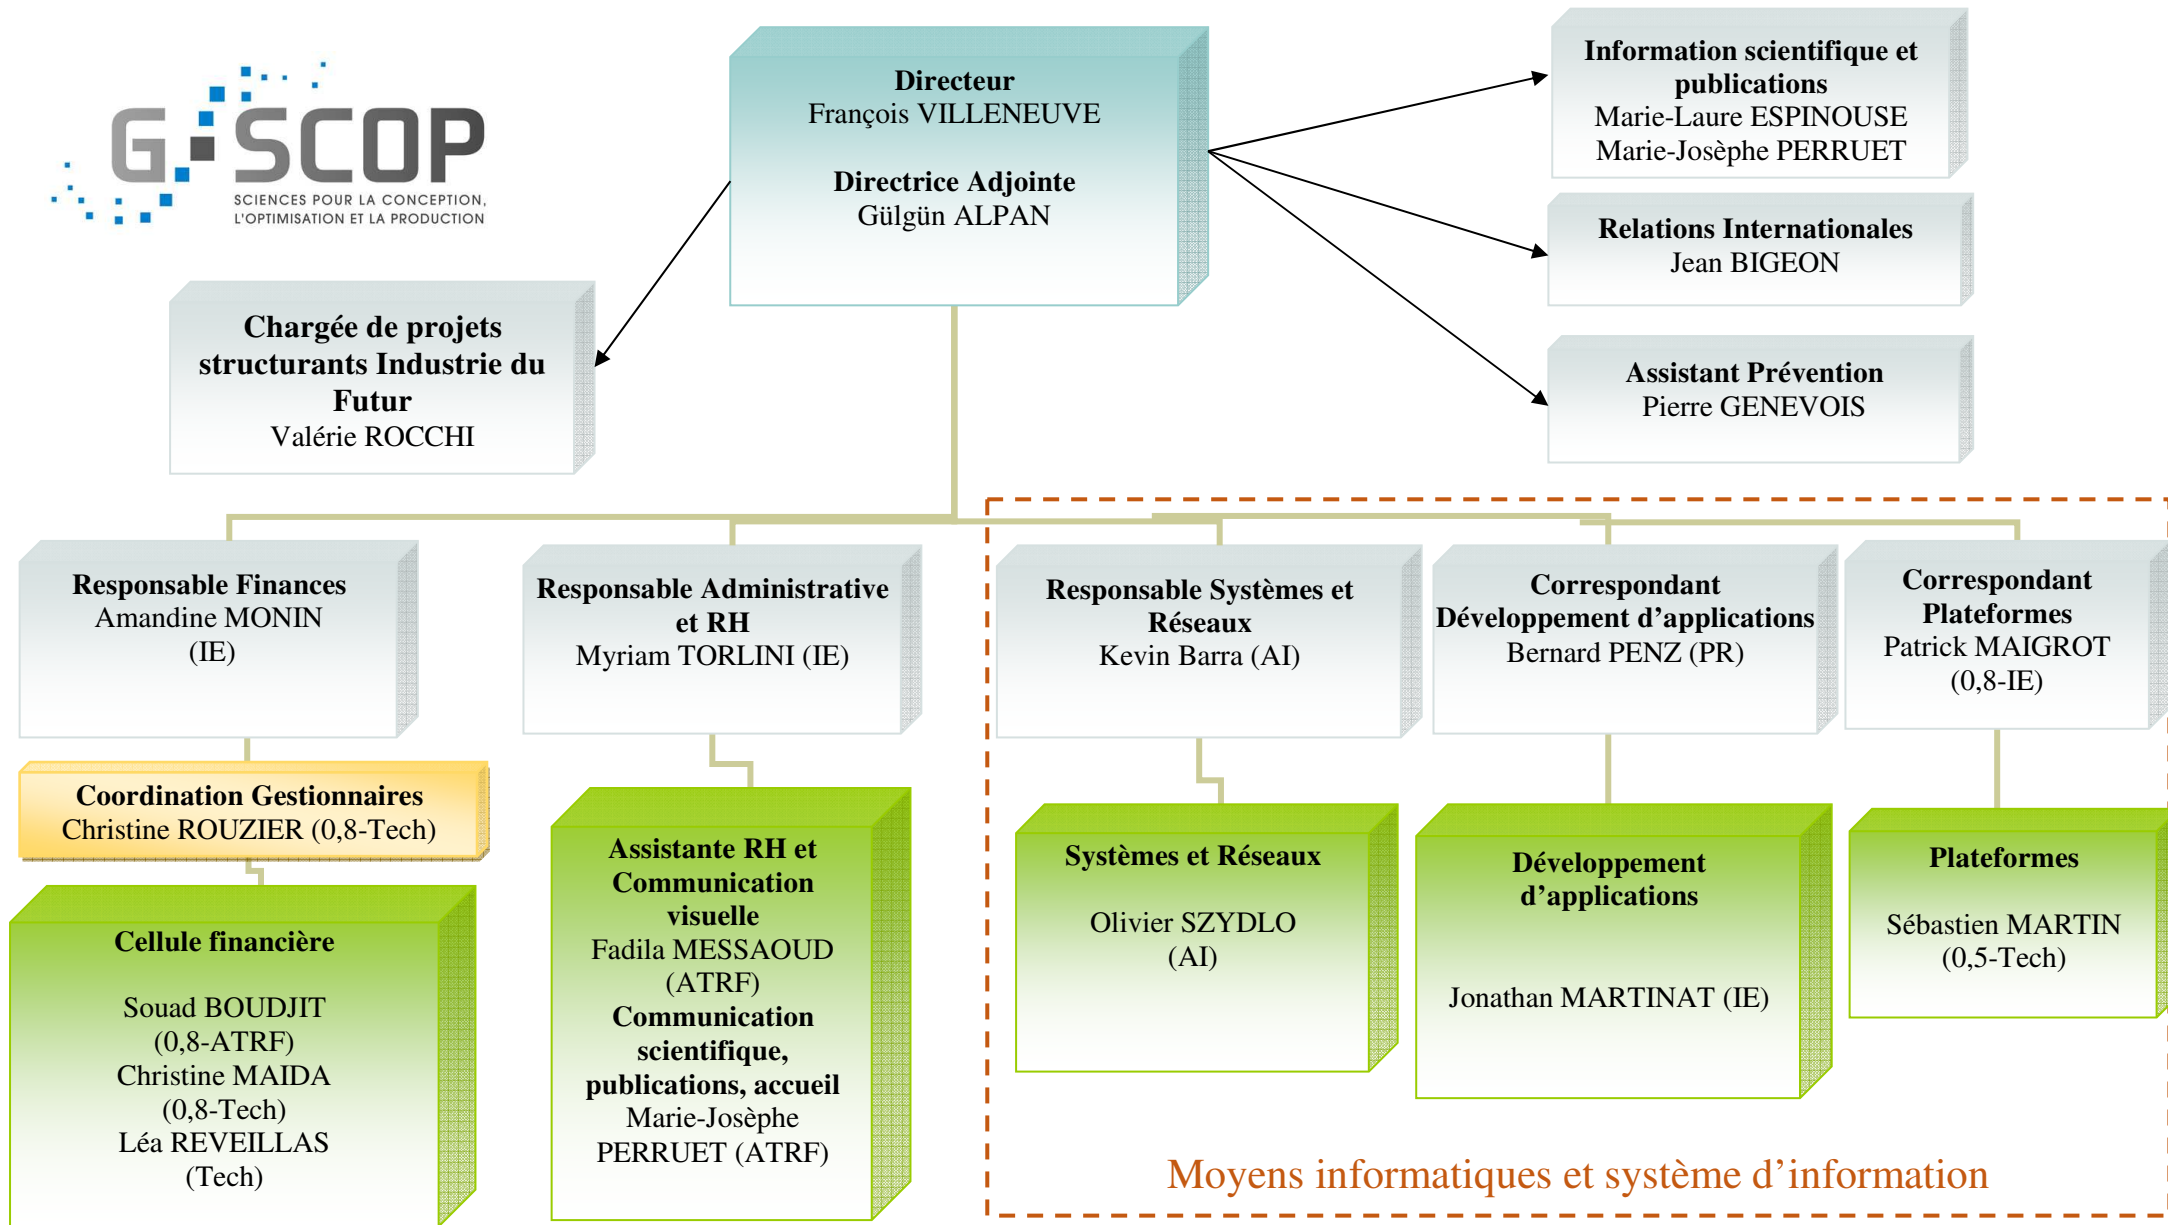 G SCOP
SCIENCES POUR LA CONCEPTION,
L'OPTIMISATION ET LA PRODUCTION
Directeur
François VILLENEUVE
Directrice Adjointe
Gülgün ALPAN
Information scientifique et
publications
Marie-Laure ESPINOUSE
Marie-Josèphe PERRUET
Relations Internationales
Jean BIGEON
Assistant Prévention
Pierre GENEVOIS
Chargée de projets
structurants Industrie du
Futur
Valérie ROCCHI
Responsable Finances
Amandine MONIN
(IE)
Responsable Administrative
et RH
Myriam TORLINI (IE)
Responsable Systèmes et
Réseaux
Kevin Barra (AI)
Correspondant
Développement d’applications
Bernard PENZ (PR)
Correspondant
Plateformes
Patrick MAIGROT
(0,8-IE)
Coordination Gestionnaires
Christine ROUZIER (0,8-Tech)
Cellule financière
Souad BOUDJIT
(0,8-ATRF)
Christine MAIDA
(0,8-Tech)
Léa REVEILLAS
(Tech)
Assistante RH et
Communication
visuelle
Fadila MESSAOUD
(ATRF)
Communication
scientifique,
publications, accueil
Marie-Josèphe
PERRUET (ATRF)
Systèmes et Réseaux
Olivier SZYDLO
(AI)
Développement
d’applications
Jonathan MARTINAT (IE)
Plateformes
Sébastien MARTIN
(0,5-Tech)
Moyens informatiques et système d’information